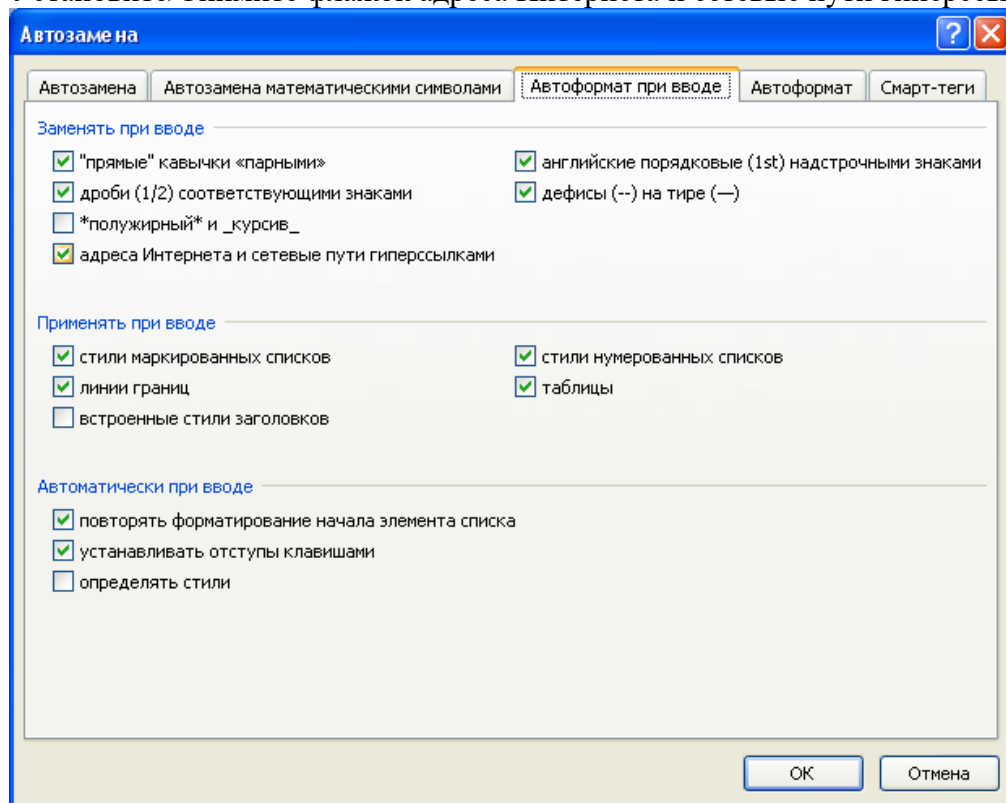 Автозамена
Автозамена Автозамена математическими символами Автоформат при вводе Автоформат Смарт-теги
Заменять при вводе
"прямые" кавычки «парными» английские порядковые (1st) надстрочными знаками
дроби (1/2) соответствующими знаками дефисы (--) на тире (—)
*полужирный* и _курсив_
адреса Интернета и сетевые пути гиперссылками
Применять при вводе
стили маркированных списков стили нумерованных списков
линии границ таблицы
встроенные стили заголовков
Автоматически при вводе
повторять форматирование начала элемента списка
устанавливать отступы клавишами
определять стили
ОК Отмена